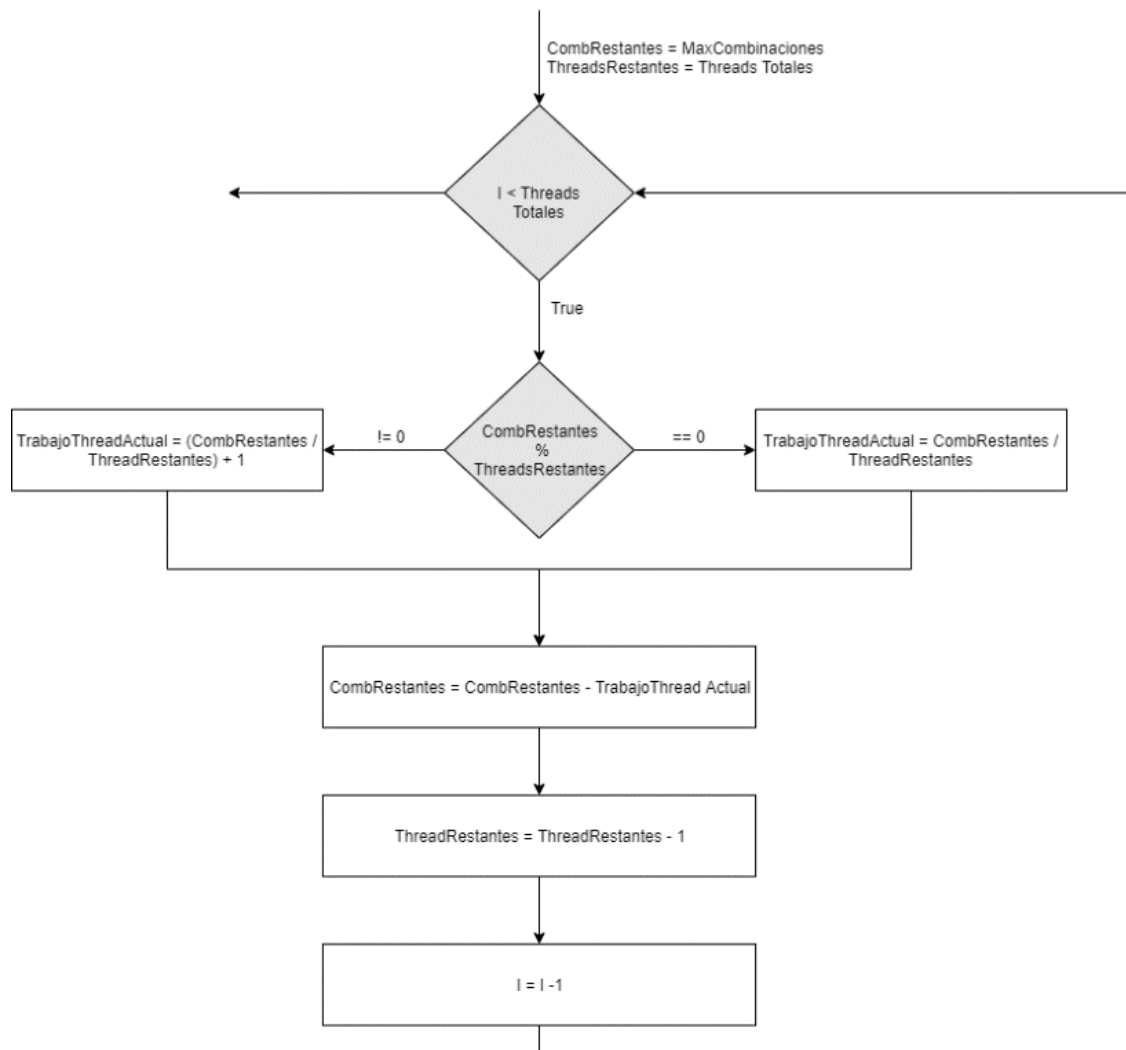 CombRestantes = MaxCombinaciones
ThreadsRestantes = Threads Totales
I < Threads
Totales
True
TrabajoThreadActual = (CombRestantes /
ThreadRestantes) + 1
!= 0
CombRestantes
%
ThreadsRestantes
== 0
TrabajoThreadActual = CombRestantes /
ThreadRestantes
CombRestantes = CombRestantes - TrabajoThread Actual
ThreadRestantes = ThreadRestantes - 1
I = I -1